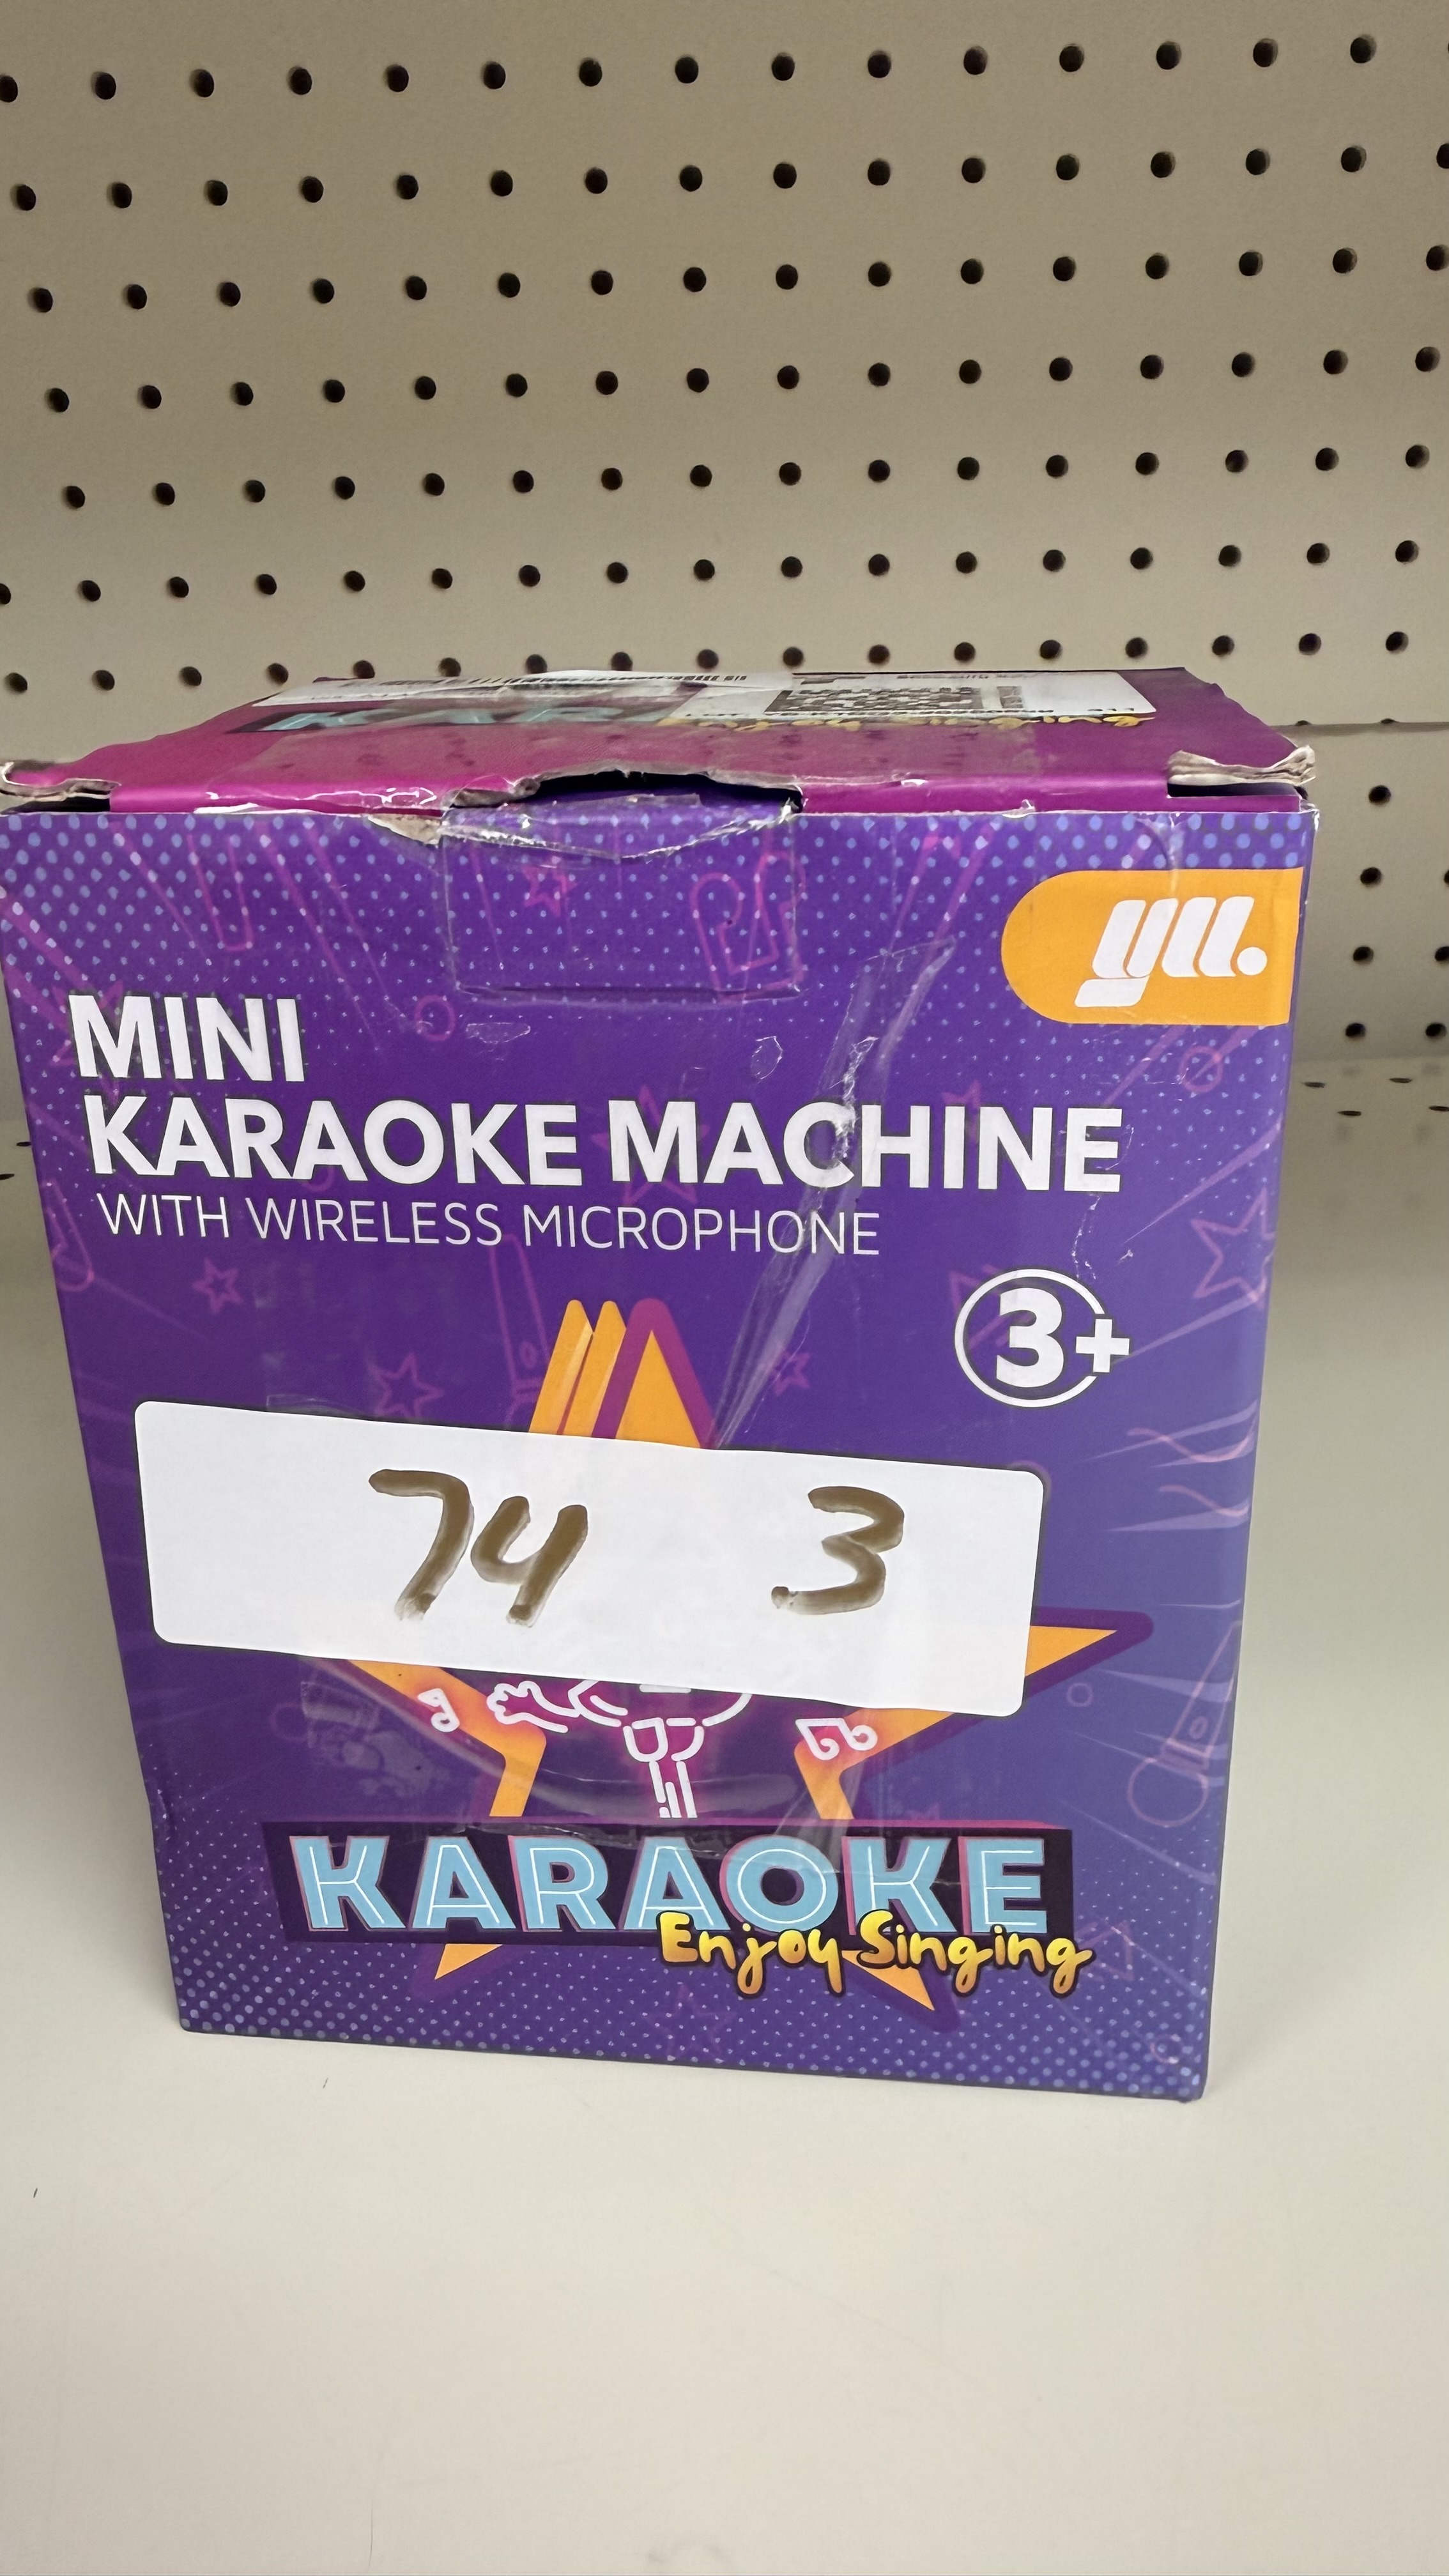 yu.
MINI
KARAOKE MACHINE
WITH WIRELESS MICROPHONE
3+
74 3
KARAOKE
Enjoy Singing